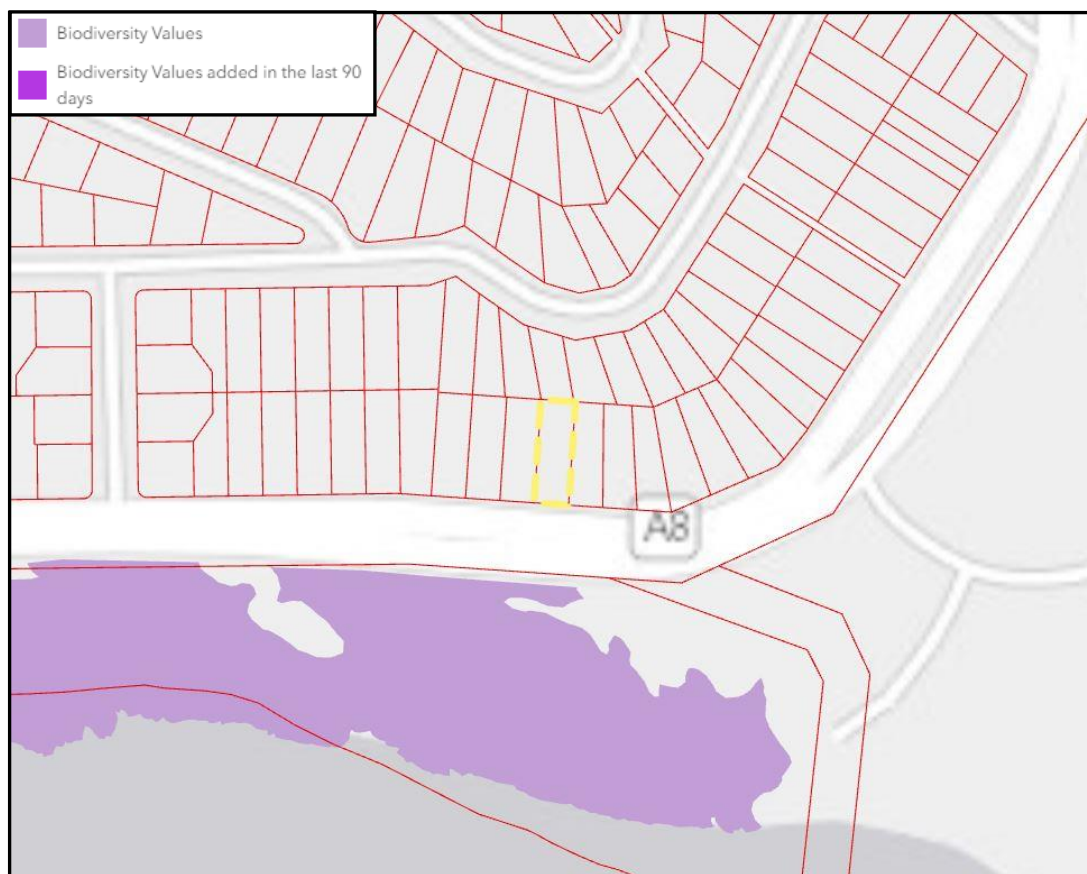 Biodiversity Values
Biodiversity Values added in the last 90
days
A8